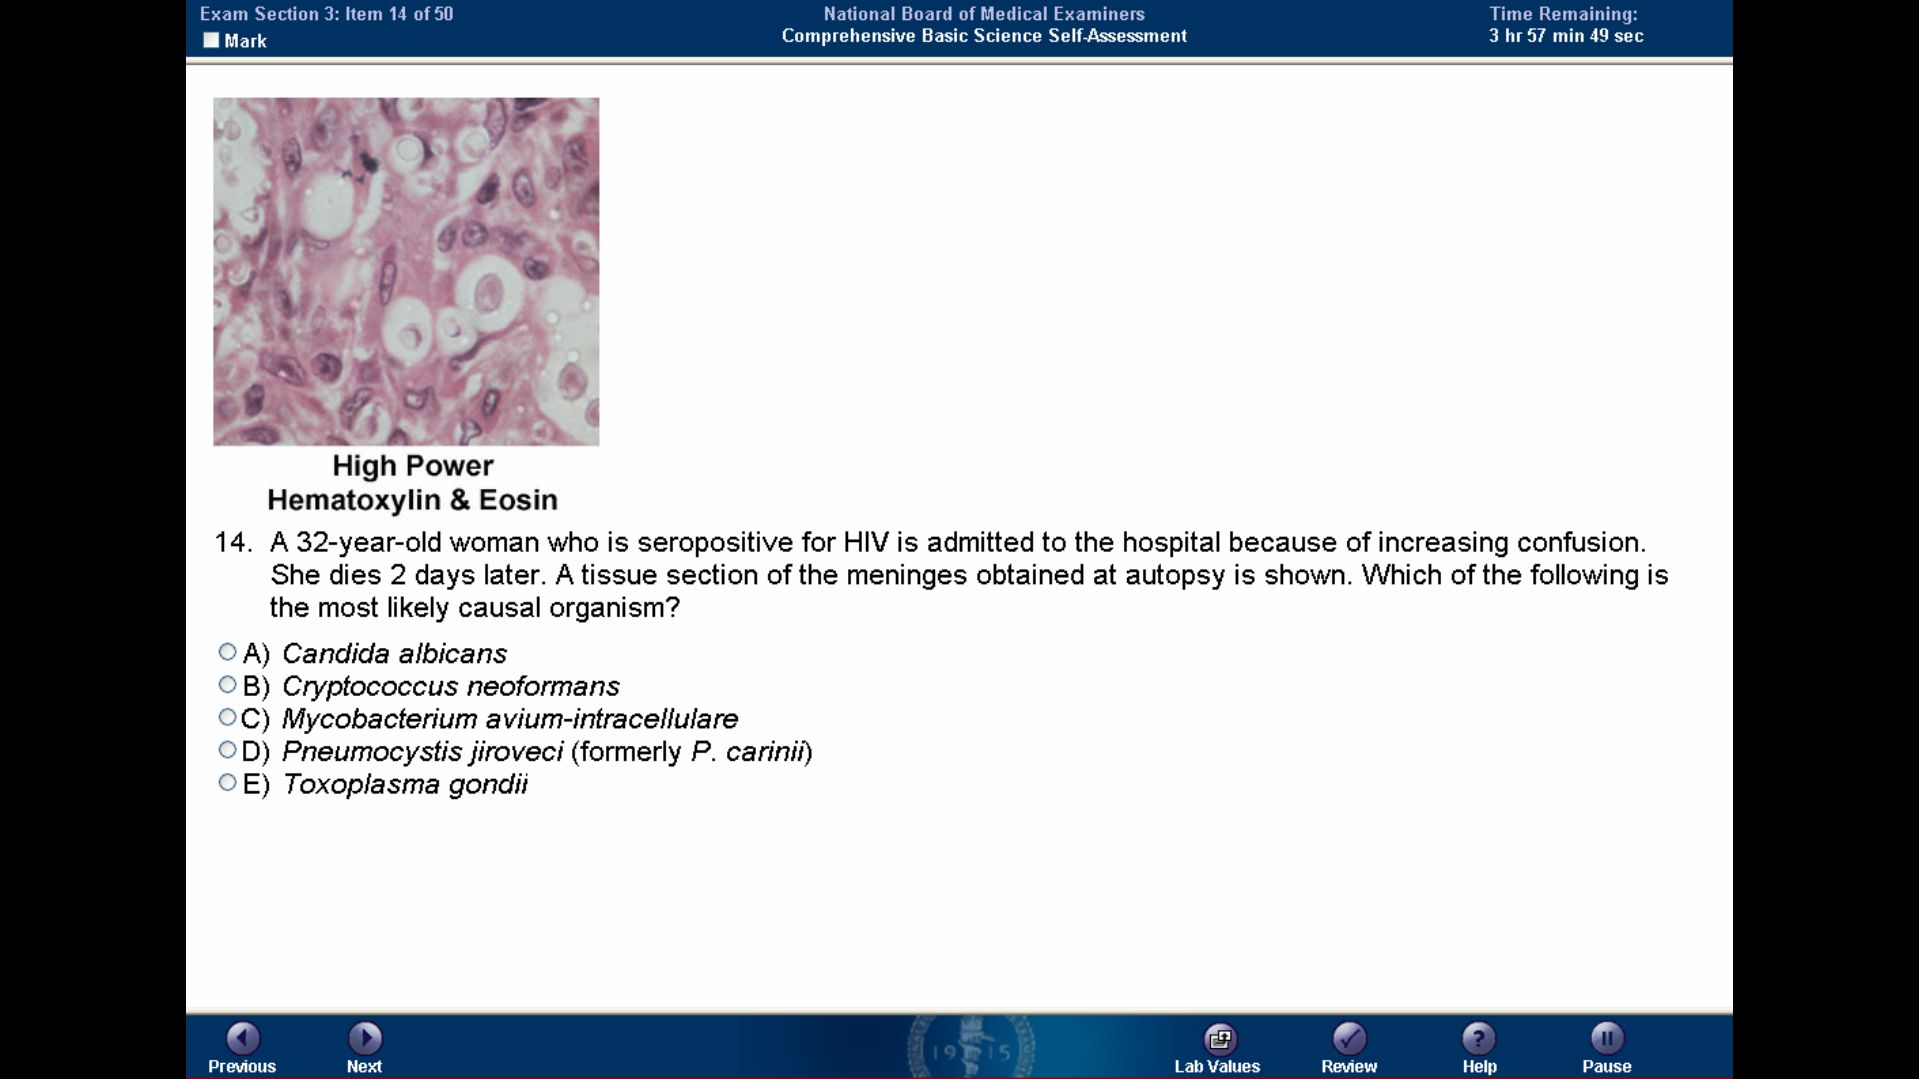 Exam Section 3: Item 14 of 50
National Board of Medical Examiners
Time Remaining:
Mark
Comprehensive Basic Science Self-Assessment
3 hr 57 min 49 sec
High Power
Hematoxylin & Eosin
14. A 32-year-old woman who is seropositive for HIV is admitted to the hospital because of increasing confusion.
She dies 2 days later. A tissue section of the meninges obtained at autopsy is shown. Which of the following is
the most likely causal organism?
A) Candida albicans
B) Cryptococcus neoformans
C) Mycobacterium avium-intracellulare
D) Pneumocystis jiroveci (formerly P. carinii)
E) Toxoplasma gondii
1915
Previous
Next
Lab Values
Review
Help
Pause